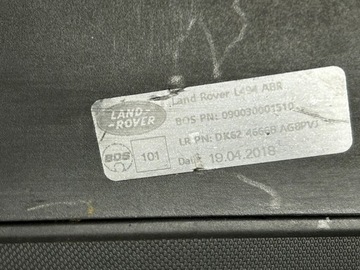 LAND-
-ROVER
Land Rover L494 ABR
BOS-PN: 090030001510
LR PN: DK62 46668 AG8PVJ
BOS
101
Date: 19.04.2018